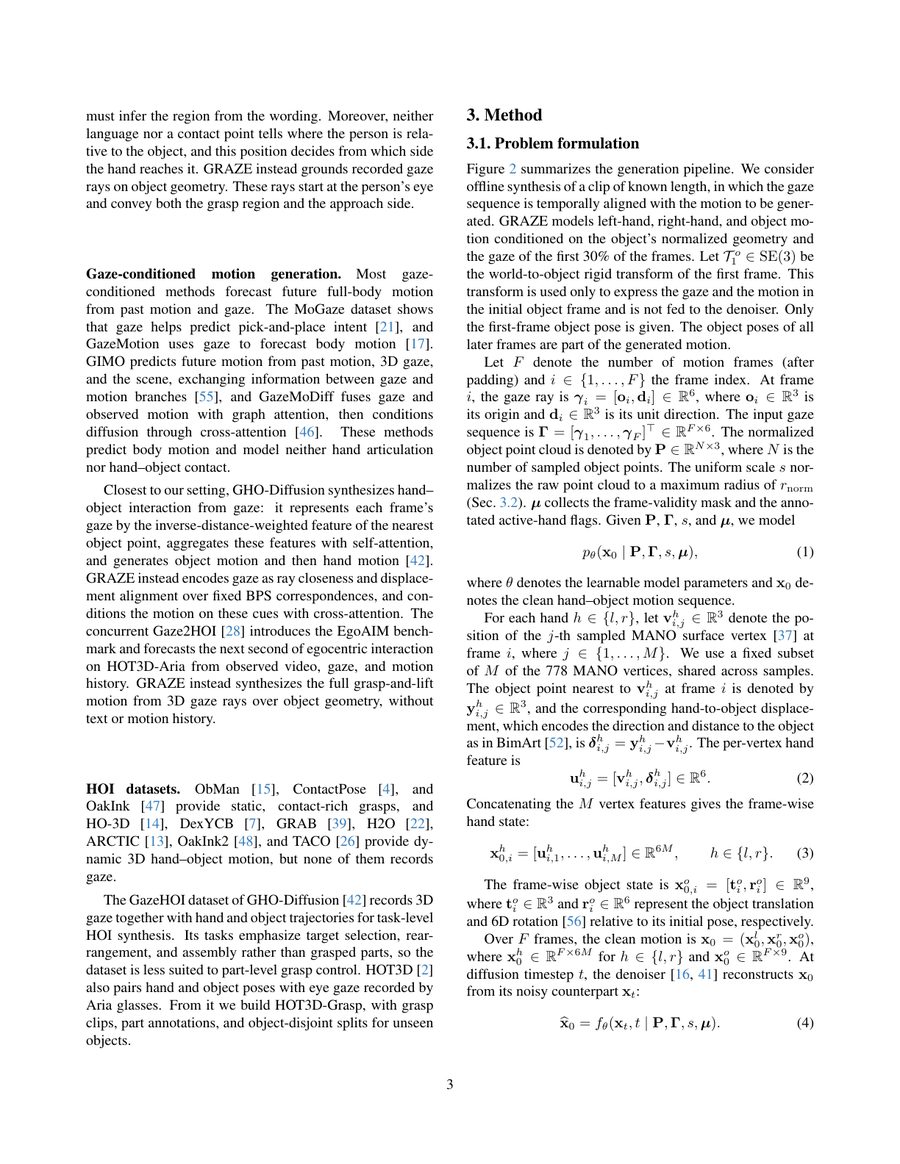 must infer the region from the wording. Moreover, neither
language nor a contact point tells where the person is rela-
tive to the object, and this position decides from which side
the hand reaches it. GRAZE instead grounds recorded gaze
rays on object geometry. These rays start at the person's eye
and convey both the grasp region and the approach side.
Gaze-conditioned motion generation. Most gaze-
conditioned methods forecast future full-body motion
from past motion and gaze. The MoGaze dataset shows
that gaze helps predict pick-and-place intent [21], and
GazeMotion uses gaze to forecast body motion [17].
GIMO predicts future motion from past motion, 3D gaze,
and the scene, exchanging information between gaze and
motion branches [55], and GazeMoDiff fuses gaze and
observed motion with graph attention, then conditions
diffusion through cross-attention [46]. These methods
predict body motion and model neither hand articulation
nor hand–object contact.
Closest to our setting, GHO-Diffusion synthesizes hand–
object interaction from gaze: it represents each frame's
gaze by the inverse-distance-weighted feature of the nearest
object point, aggregates these features with self-attention,
and generates object motion and then hand motion [42].
GRAZE instead encodes gaze as ray closeness and displace-
ment alignment over fixed BPS correspondences, and con-
ditions the motion on these cues with cross-attention. The
concurrent Gaze2HOI [28] introduces the EgoAIM bench-
mark and forecasts the next second of egocentric interaction
on HOT3D-Aria from observed video, gaze, and motion
history. GRAZE instead synthesizes the full grasp-and-lift
motion from 3D gaze rays over object geometry, without
text or motion history.
HOI datasets. ObMan [15], ContactPose [4], and
OakInk [47] provide static, contact-rich grasps, and
HO-3D [14], DexYCB [7], GRAB [39], H2O [22],
ARCTIC [13], OakInk2 [48], and TACO [26] provide dy-
namic 3D hand–object motion, but none of them records
gaze.
The GazeHOI dataset of GHO-Diffusion [42] records 3D
gaze together with hand and object trajectories for task-level
HOI synthesis. Its tasks emphasize target selection, rear-
rangement, and assembly rather than grasped parts, so the
dataset is less suited to part-level grasp control. HOT3D [2]
also pairs hand and object poses with eye gaze recorded by
Aria glasses. From it we build HOT3D-Grasp, with grasp
clips, part annotations, and object-disjoint splits for unseen
objects.
3. Method
3.1. Problem formulation
Figure 2 summarizes the generation pipeline. We consider
offline synthesis of a clip of known length, in which the gaze
sequence is temporally aligned with the motion to be gener-
ated. GRAZE models left-hand, right-hand, and object mo-
tion conditioned on the object's normalized geometry and
the gaze of the first 30% of the frames. Let 𝒯₁ᵒ ∈ SE(3) be
the world-to-object rigid transform of the first frame. This
transform is used only to express the gaze and the motion in
the initial object frame and is not fed to the denoiser. Only
the first-frame object pose is given. The object poses of all
later frames are part of the generated motion.
Let F denote the number of motion frames (after
padding) and i ∈ {1, . . . , F} the frame index. At frame
i, the gaze ray is γ_i = [o_i, d_i] ∈ ℝ⁶, where o_i ∈ ℝ³ is
its origin and d_i ∈ ℝ³ is its unit direction. The input gaze
sequence is Γ = [γ_1, . . . , γ_F]^⊤ ∈ ℝ^{F×6}. The normalized
object point cloud is denoted by P ∈ ℝ^{N×3}, where N is the
number of sampled object points. The uniform scale s nor-
malizes the raw point cloud to a maximum radius of r_norm
(Sec. 3.2). μ collects the frame-validity mask and the anno-
tated active-hand flags. Given P, Γ, s, and μ, we model
p_θ(x_0 | P, Γ, s, μ), (1)
where θ denotes the learnable model parameters and x_0 de-
notes the clean hand–object motion sequence.
For each hand h ∈ {l, r}, let v^h_{i,j} ∈ ℝ³ denote the po-
sition of the j-th sampled MANO surface vertex [37] at
frame i, where j ∈ {1, . . . , M}. We use a fixed subset
of M of the 778 MANO vertices, shared across samples.
The object point nearest to v^h_{i,j} at frame i is denoted by
y^h_{i,j} ∈ ℝ³, and the corresponding hand-to-object displace-
ment, which encodes the direction and distance to the object
as in BimArt [52], is δ^h_{i,j} = y^h_{i,j} − v^h_{i,j}. The per-vertex hand
feature is
u^h_{i,j} = [v^h_{i,j}, δ^h_{i,j}] ∈ ℝ⁶. (2)
Concatenating the M vertex features gives the frame-wise
hand state:
x^h_{0,i} = [u^h_{i,1}, . . . , u^h_{i,M}] ∈ ℝ^{6M}, h ∈ {l, r}. (3)
The frame-wise object state is x^o_{0,i} = [t^o_i, r^o_i] ∈ ℝ⁹,
where t^o_i ∈ ℝ³ and r^o_i ∈ ℝ⁶ represent the object translation
and 6D rotation [56] relative to its initial pose, respectively.
Over F frames, the clean motion is x_0 = (x^l_0, x^r_0, x^o_0),
where x^h_0 ∈ ℝ^{F×6M} for h ∈ {l, r} and x^o_0 ∈ ℝ^{F×9}. At
diffusion timestep t, the denoiser [16, 41] reconstructs x_0
from its noisy counterpart x_t:
x̂_0 = f_θ(x_t, t | P, Γ, s, μ). (4)
3